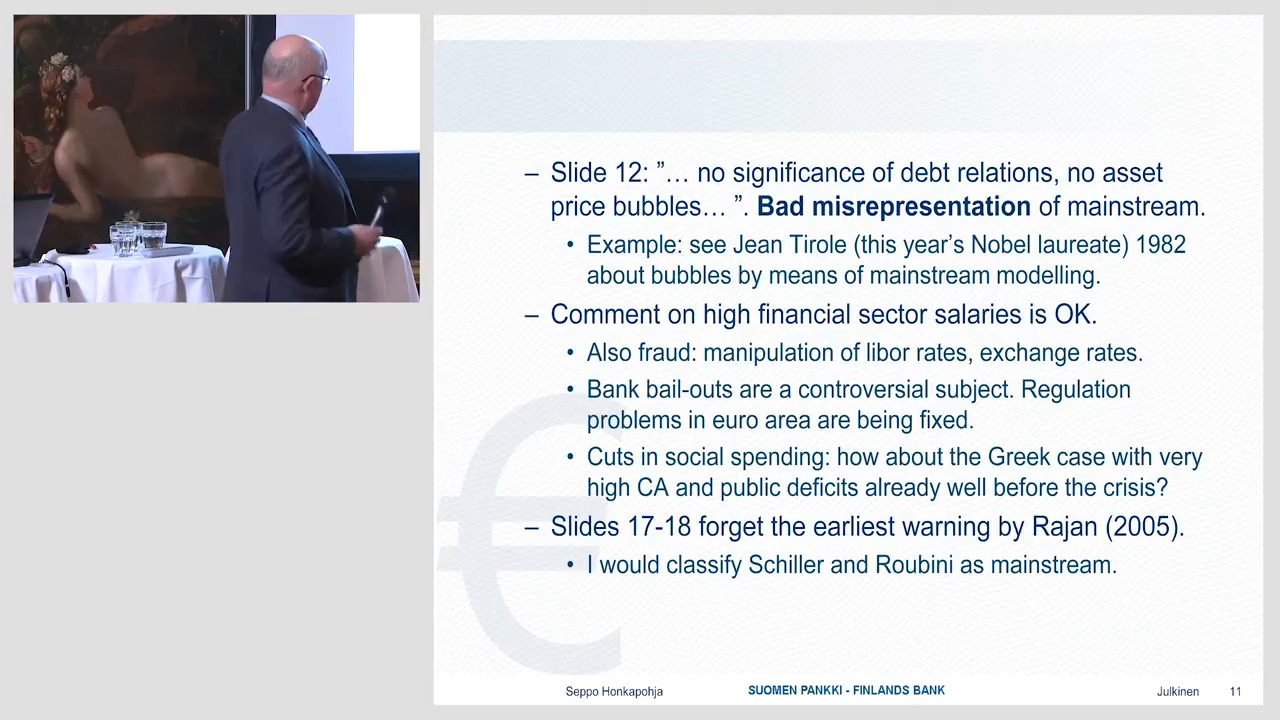 – Slide 12: ”… no significance of debt relations, no asset
price bubbles… ”. Bad misrepresentation of mainstream.
• Example: see Jean Tirole (this year’s Nobel laureate) 1982
about bubbles by means of mainstream modelling.
– Comment on high financial sector salaries is OK.
• Also fraud: manipulation of libor rates, exchange rates.
• Bank bail-outs are a controversial subject. Regulation
problems in euro area are being fixed.
• Cuts in social spending: how about the Greek case with very
high CA and public deficits already well before the crisis?
– Slides 17-18 forget the earliest warning by Rajan (2005).
• I would classify Schiller and Roubini as mainstream.
Seppo Honkapohja SUOMEN PANKKI - FINLANDS BANK Julkinen 11